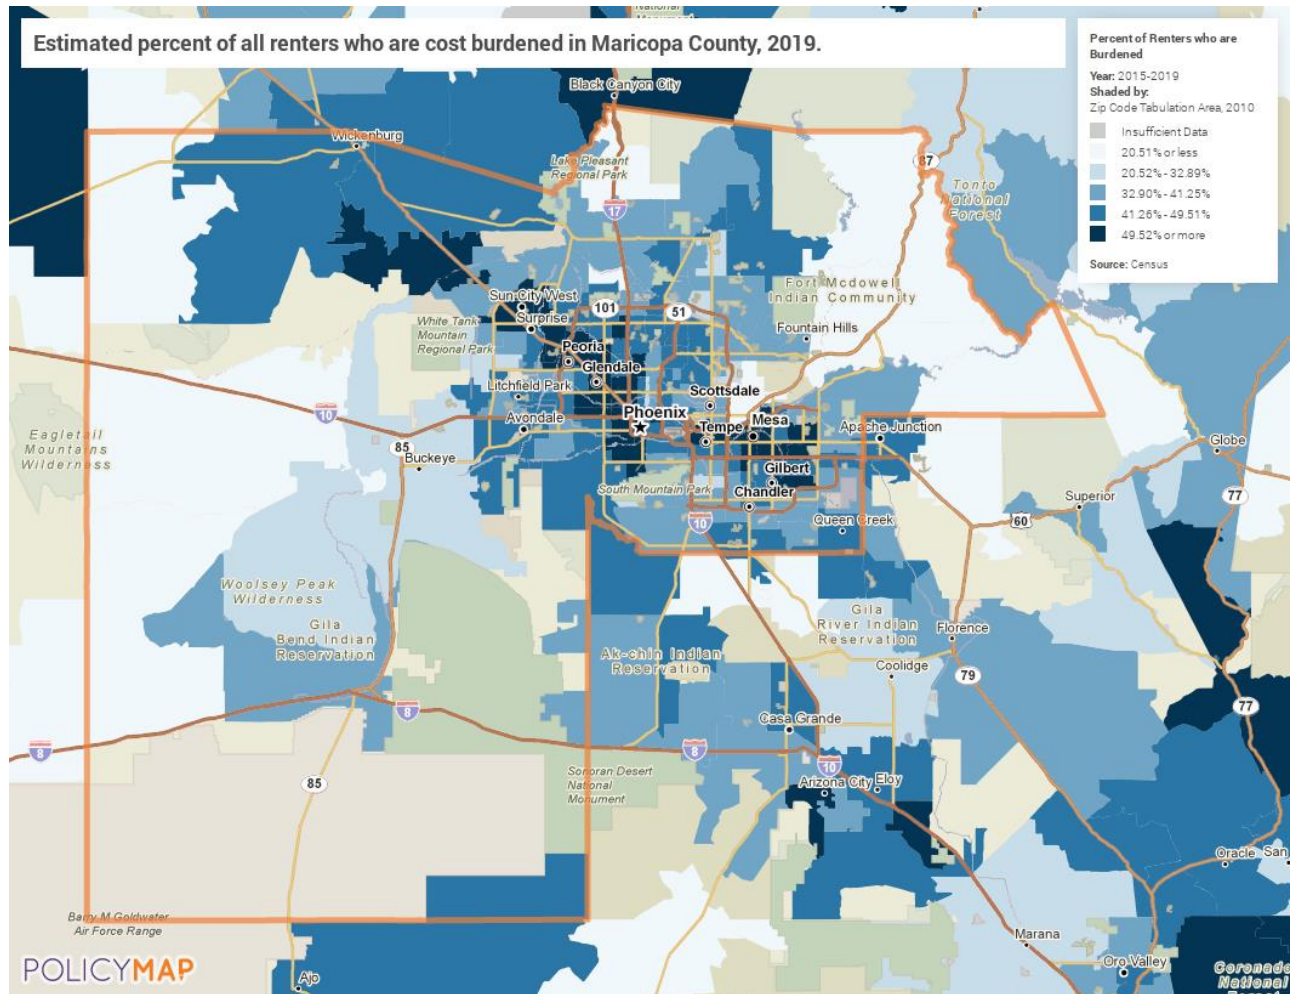 National
Monument
Estimated percent of all renters who are cost burdened in Maricopa County, 2019.
Percent of Renters who are
Burdened
Year: 2015-2019
Shaded by:
Zip Code Tabulation Area, 2010
Insufficient Data
20.51% or less
20.52% - 32.89%
32.90% - 41.25%
41.26% - 49.51%
49.52% or more
Source: Census
Black Canyon City
Wickenburg
Lake Pleasant
Regional Park
87
Tonto
National
Forest
17
Sun City West
101
51
Fort Mcdowell
Indian Community
Surprise
White Tank
Mountain
Regional Park
Fountain Hills
Peoria
Glendale
Litchfield Park
Scottsdale
10
Phoenix
Avondale
Tempe
Mesa
Apache Junction
Eagletail
Mountains
Wilderness
85
Buckeye
Globe
Gilbert
South Mountain Park
Chandler
Superior
77
10
Queen Creek
60
Woolsey Peak
Wilderness
Gila
Bend Indian
Reservation
Gila
River Indian
Reservation
Florence
Ak-chin Indian
Reservation
Coolidge
79
8
Casa Grande
77
8
8
10
Sonoran Desert
National
Monument
85
Arizona City
Eloy
Oracle
San
Barry M Goldwater
Air Force Range
Marana
Oro Valley
POLICYMAP
Ajo
Coronado
National